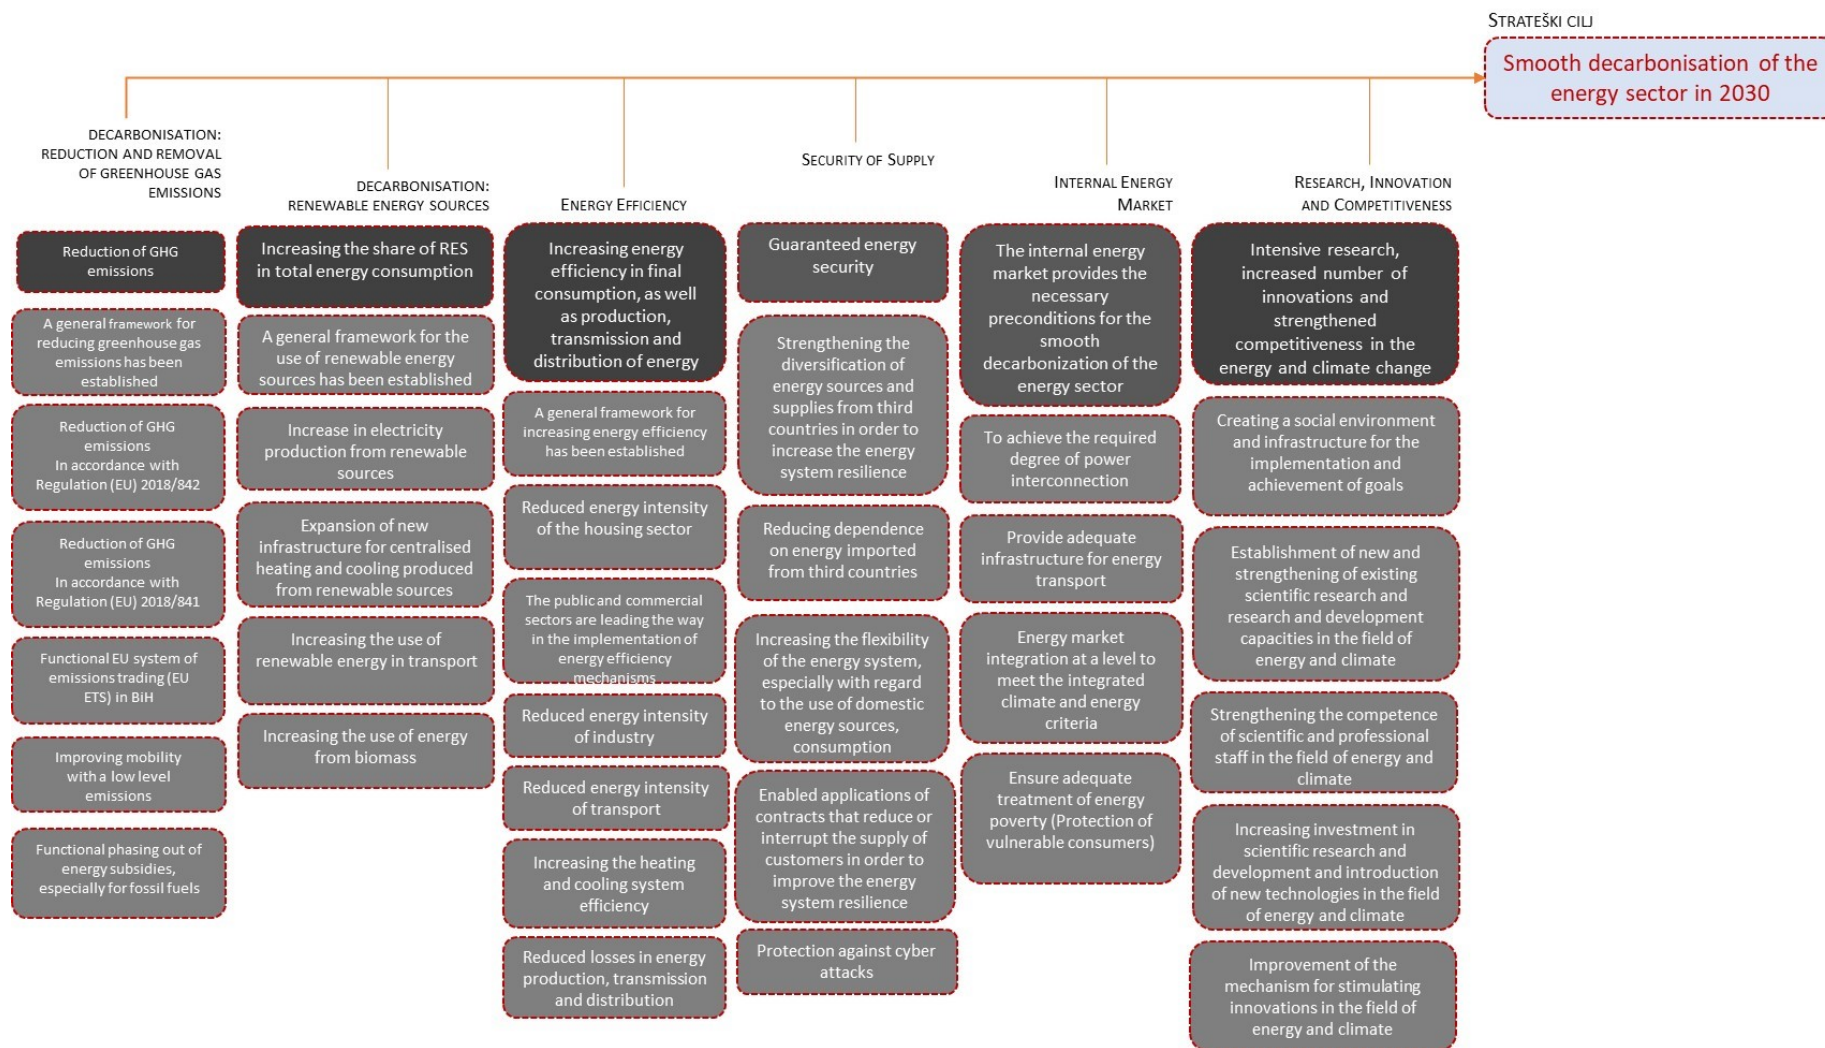 STRATEŠKI CILJ
Smooth decarbonisation of the
energy sector in 2030
DECARBONISATION:
REDUCTION AND REMOVAL
OF GREENHOUSE GAS
EMISSIONS
Reduction of GHG
emissions
A general framework for
reducing greenhouse gas
emissions has been
established
Reduction of GHG
emissions
In accordance with
Regulation (EU) 2018/842
Reduction of GHG
emissions
In accordance with
Regulation (EU) 2018/841
Functional EU system of
emissions trading (EU
ETS) in BiH
Improving mobility
with a low level
emissions
Functional phasing out of
energy subsidies,
especially for fossil fuels
DECARBONISATION:
RENEWABLE ENERGY SOURCES
Increasing the share of RES
in total energy consumption
A general framework for the
use of renewable energy
sources has been established
Increase in electricity
production from renewable
sources
Expansion of new
infrastructure for centralised
heating and cooling produced
from renewable sources
Increasing the use of
renewable energy in transport
Increasing the use of energy
from biomass
ENERGY EFFICIENCY
Increasing energy
efficiency in final
consumption, as well
as production,
transmission and
distribution of energy
A general framework for
increasing energy efficiency
has been established
Reduced energy intensity
of the housing sector
The public and commercial
sectors are leading the way
in the implementation of
energy efficiency
mechanisms
Reduced energy intensity
of industry
Reduced energy intensity
of transport
Increasing the heating
and cooling system
efficiency
Reduced losses in energy
production, transmission
and distribution
SECURITY OF SUPPLY
Guaranteed energy
security
Strengthening the
diversification of
energy sources and
supplies from third
countries in order to
increase the energy
system resilience
Reducing dependence
on energy imported
from third countries
Increasing the flexibility
of the energy system,
especially with regard
to the use of domestic
energy sources,
consumption
Enabled applications of
contracts that reduce or
interrupt the supply of
customers in order to
improve the energy
system resilience
Protection against cyber
attacks
INTERNAL ENERGY
MARKET
The internal energy
market provides the
necessary
preconditions for the
smooth
decarbonization of the
energy sector
To achieve the required
degree of power
interconnection
Provide adequate
infrastructure for energy
transport
Energy market
integration at a level to
meet the integrated
climate and energy
criteria
Ensure adequate
treatment of energy
poverty (Protection of
vulnerable consumers)
RESEARCH, INNOVATION
AND COMPETITIVENESS
Intensive research,
increased number of
innovations and
strengthened
competitiveness in the
energy and climate change
Creating a social environment
and infrastructure for the
implementation and
achievement of goals
Establishment of new and
strengthening of existing
scientific research and
research and development
capacities in the field of
energy and climate
Strengthening the competence
of scientific and professional
staff in the field of energy and
climate
Increasing investment in
scientific research and
development and introduction
of new technologies in the field
of energy and climate
Improvement of the
mechanism for stimulating
innovations in the field of
energy and climate